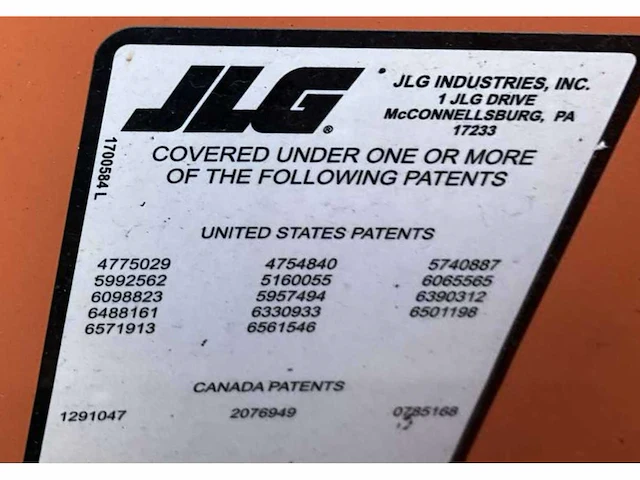 JLG®
JLG INDUSTRIES, INC.
1 JLG DRIVE
McCONNELLSBURG, PA
17233
1700584 L
COVERED UNDER ONE OR MORE
OF THE FOLLOWING PATENTS
UNITED STATES PATENTS
4775029 4754840 5740887
5992562 5160055 6065565
6098823 5957494 6390312
6488161 6330933 6501198
6571913 6561546
CANADA PATENTS
1291047 2076949 0785168